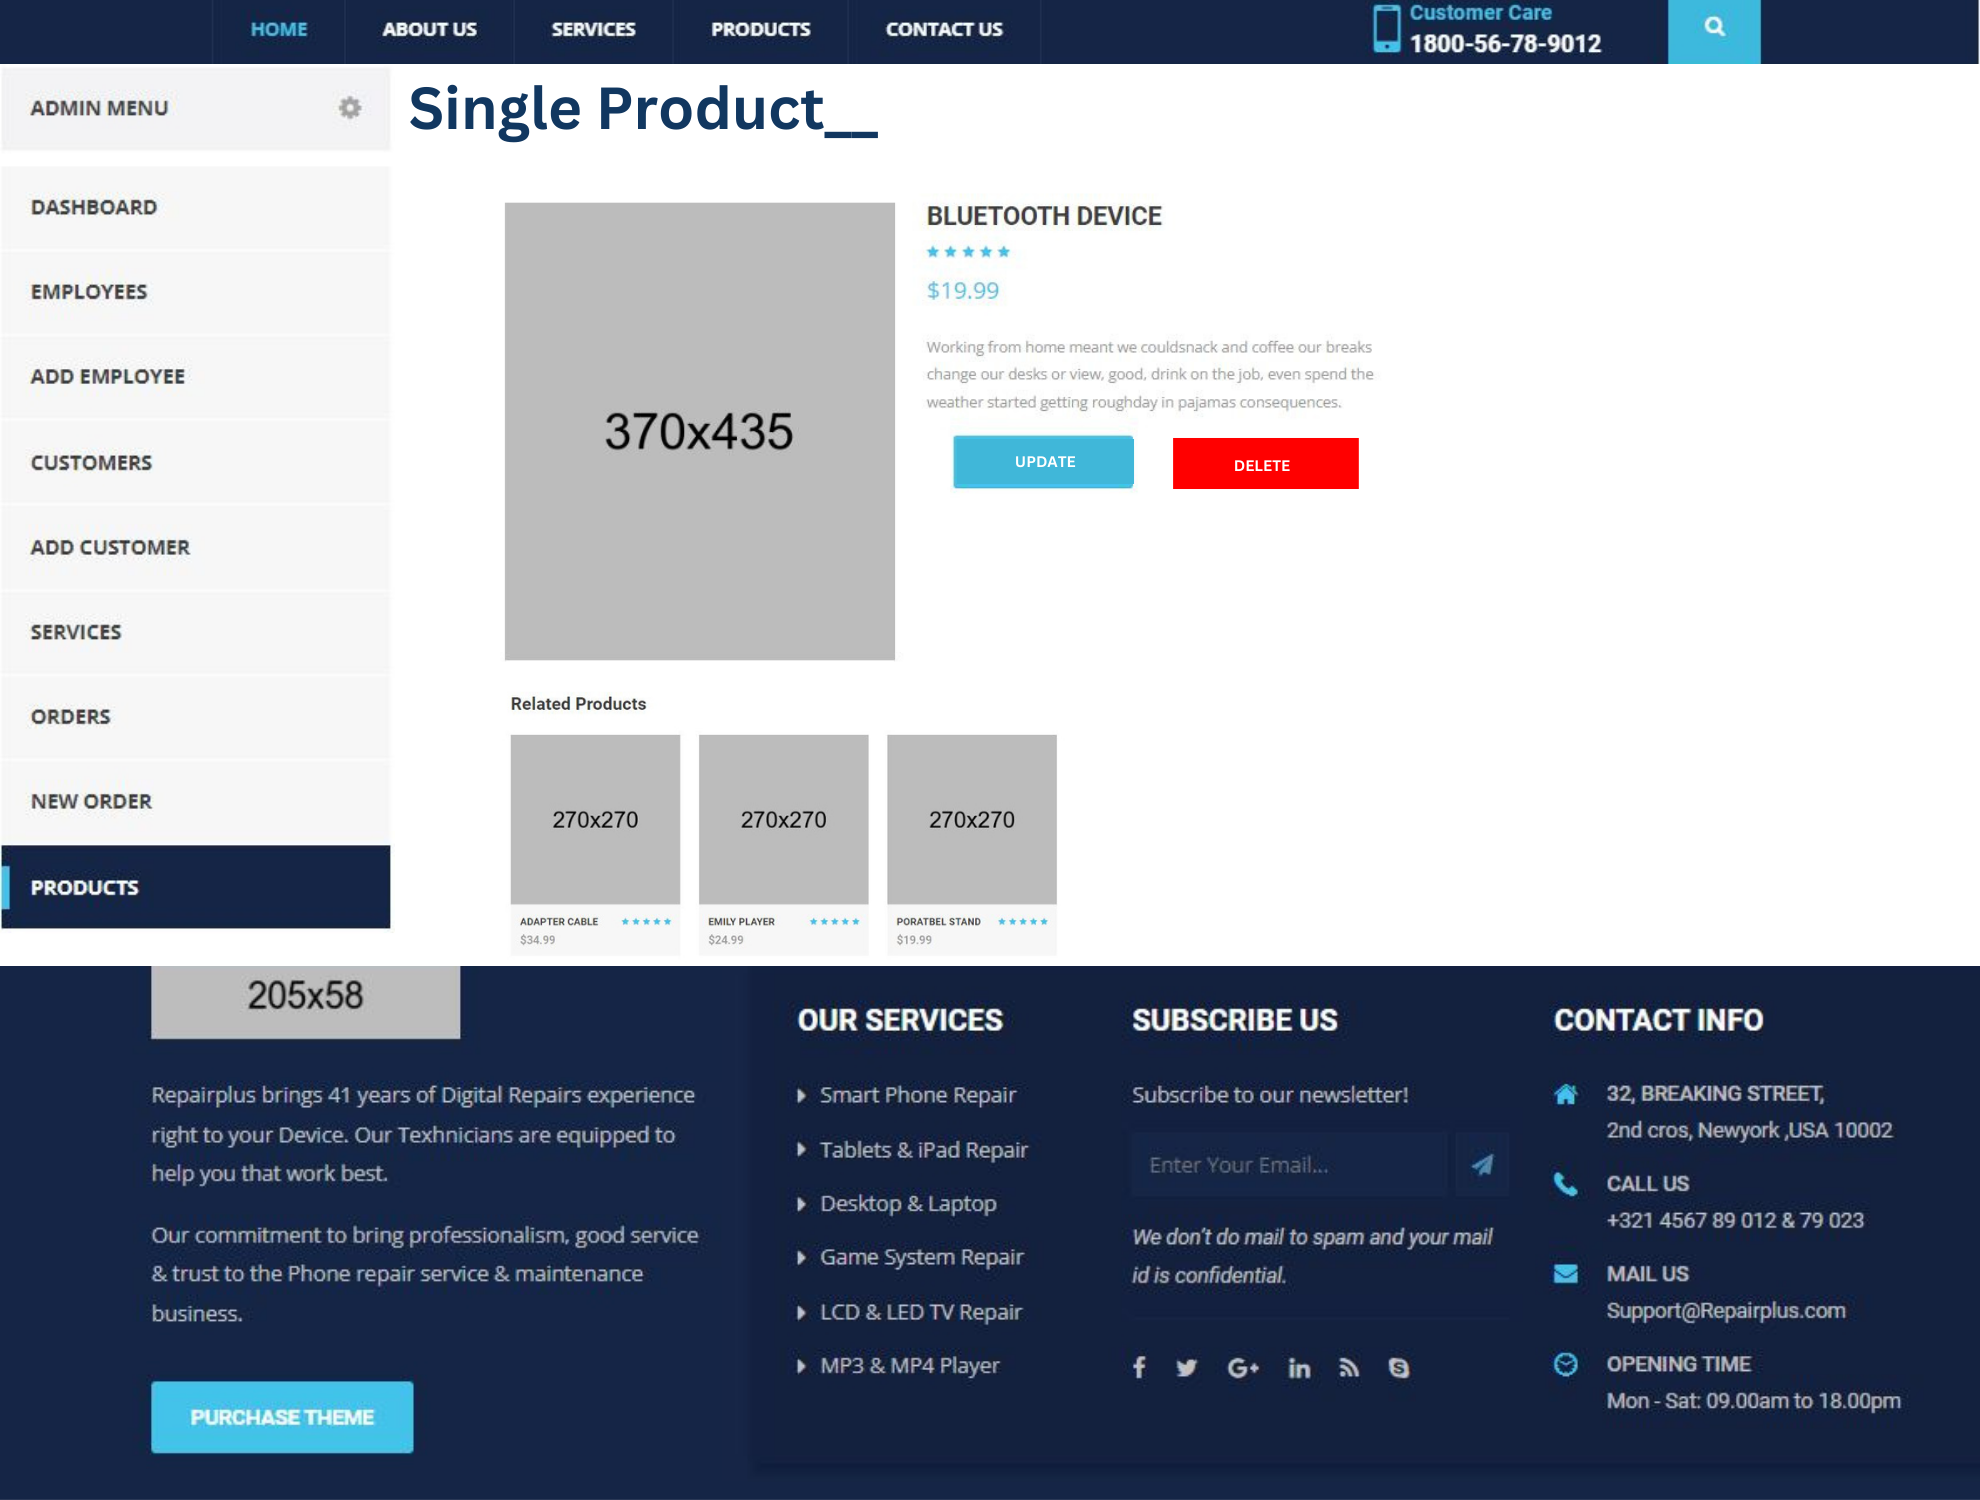 HOME
ABOUT US
SERVICES
PRODUCTS
CONTACT US
Customer Care
1800-56-78-9012
ADMIN MENU
DASHBOARD
EMPLOYEES
ADD EMPLOYEE
CUSTOMERS
ADD CUSTOMER
SERVICES
ORDERS
NEW ORDER
PRODUCTS
Single Product__
370x435
BLUETOOTH DEVICE
$19.99
Working from home meant we couldsnack and coffee our breaks
change our desks or view, good, drink on the job, even spend the
weather started getting roughday in pajamas consequences.
UPDATE
DELETE
Related Products
270x270
ADAPTER CABLE
$34.99
270x270
EMILY PLAYER
$24.99
270x270
PORATBEL STAND
$19.99
205x58
Repairplus brings 41 years of Digital Repairs experience
right to your Device. Our Texhnicians are equipped to
help you that work best.
Our commitment to bring professionalism, good service
& trust to the Phone repair service & maintenance
business.
PURCHASE THEME
OUR SERVICES
Smart Phone Repair
Tablets & iPad Repair
Desktop & Laptop
Game System Repair
LCD & LED TV Repair
MP3 & MP4 Player
SUBSCRIBE US
Subscribe to our newsletter!
Enter Your Email...
We don't do mail to spam and your mail
id is confidential.
CONTACT INFO
32, BREAKING STREET,
2nd cros, Newyork ,USA 10002
CALL US
+321 4567 89 012 & 79 023
MAIL US
Support@Repairplus.com
OPENING TIME
Mon - Sat: 09.00am to 18.00pm